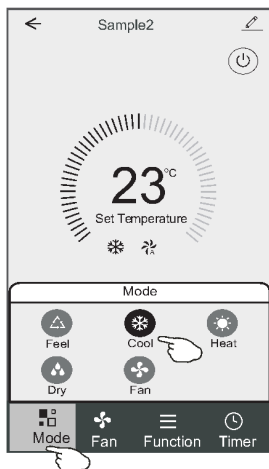 Sample2
23°C
Set Temperature
A
Mode
Feel Cool Heat
Dry Fan
Mode Fan Function Timer